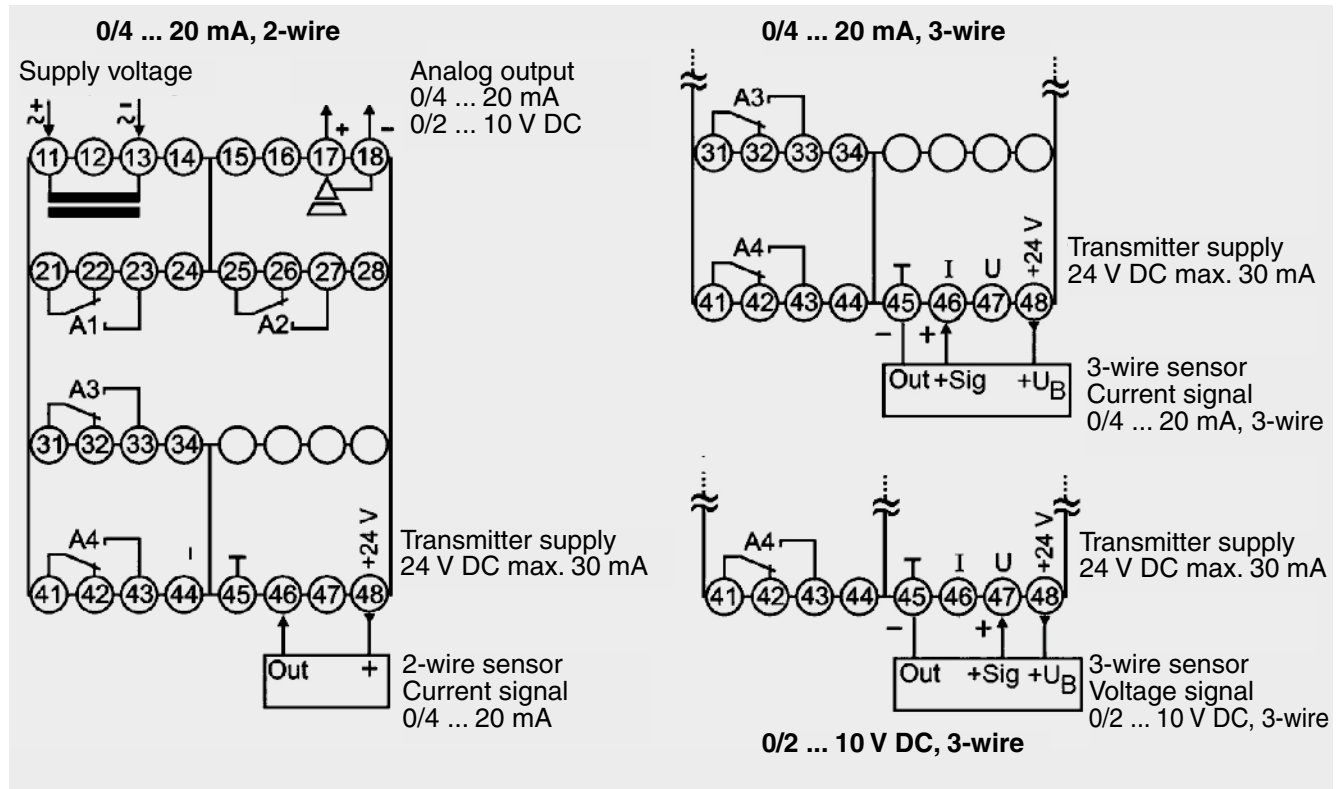 0/4 ... 20 mA, 2-wire
Supply voltage
Analog output
0/4 ... 20 mA
0/2 ... 10 V DC
+ - + -
11 12 13 14 15 16 17 18
21 22 23 24 25 26 27 28
A1 A2
A3
31 32 33 34
A4 +24 V
41 42 43 44 45 46 47 48
Transmitter supply
24 V DC max. 30 mA
Out +
2-wire sensor
Current signal
0/4 ... 20 mA
0/4 ... 20 mA, 3-wire
A3
31 32 33 34
A4 I U +24 V
41 42 43 44 45 46 47 48
Transmitter supply
24 V DC max. 30 mA
- +
Out +Sig +UB
3-wire sensor
Current signal
0/4 ... 20 mA, 3-wire
A4 I U +24 V
41 42 43 44 45 46 47 48
Transmitter supply
24 V DC max. 30 mA
- +
Out +Sig +UB
3-wire sensor
Voltage signal
0/2 ... 10 V DC, 3-wire
0/2 ... 10 V DC, 3-wire